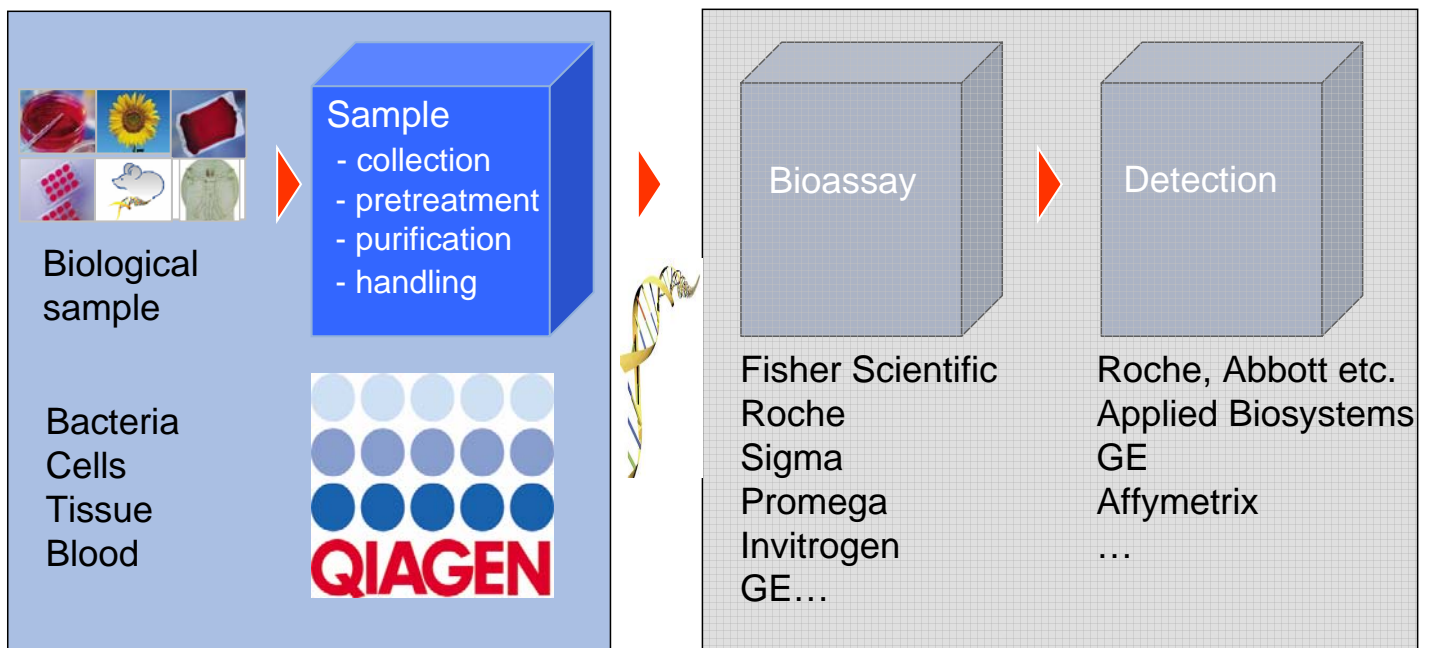 Biological
sample
Bacteria
Cells
Tissue
Blood
Sample
- collection
- pretreatment
- purification
- handling
QIAGEN
Bioassay
Fisher Scientific
Roche
Sigma
Promega
Invitrogen
GE…
Detection
Roche, Abbott etc.
Applied Biosystems
GE
Affymetrix
…